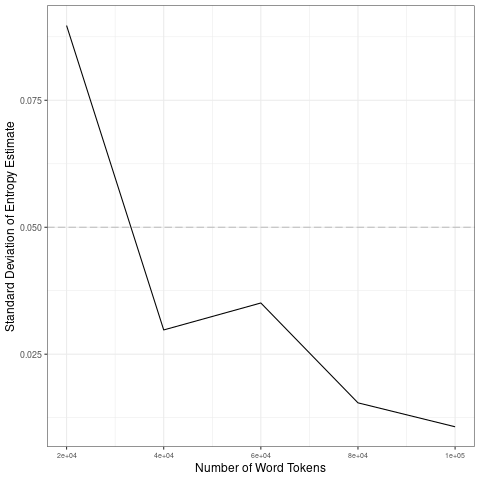 Standard Deviation of Entropy Estimate
0.075
0.050
0.025
2e+04 4e+04 6e+04 8e+04 1e+05
Number of Word Tokens